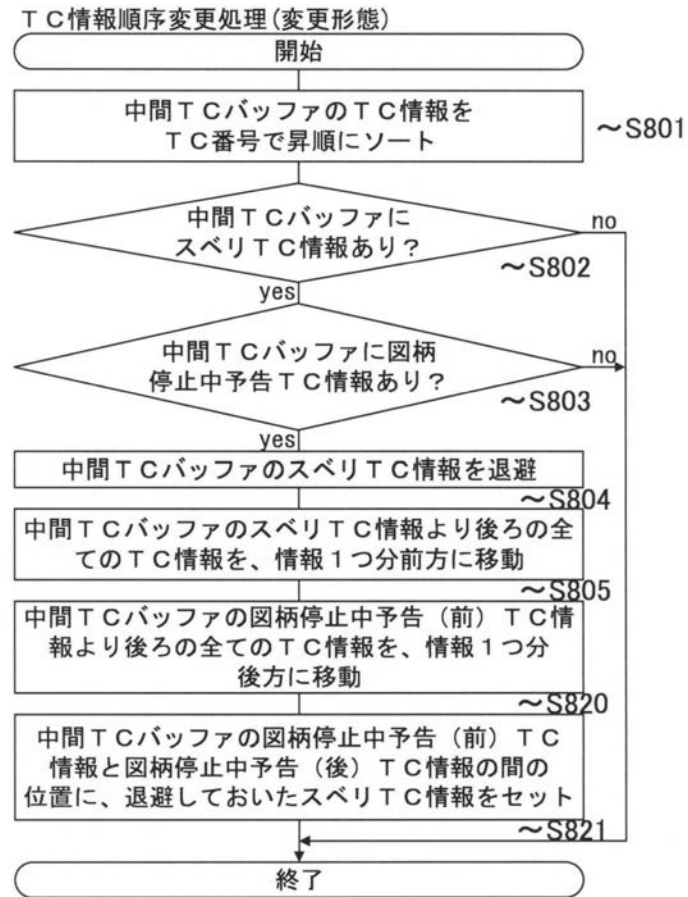 ＴＣ情報順序変更処理(変更形態)
開始
中間ＴＣバッファのＴＣ情報を
ＴＣ番号で昇順にソート
～S801
中間ＴＣバッファに
スベリＴＣ情報あり？
no
～S802
yes
中間ＴＣバッファに図柄
停止中予告ＴＣ情報あり？
no
～S803
yes
中間ＴＣバッファのスベリＴＣ情報を退避
～S804
中間ＴＣバッファのスベリＴＣ情報より後ろの全
てのＴＣ情報を、情報１つ分前方に移動
～S805
中間ＴＣバッファの図柄停止中予告（前）ＴＣ情
報より後ろの全てのＴＣ情報を、情報１つ分
後方に移動
～S820
中間ＴＣバッファの図柄停止中予告（前）ＴＣ
情報と図柄停止中予告（後）ＴＣ情報の間の
位置に、退避しておいたスベリＴＣ情報をセット
～S821
終了